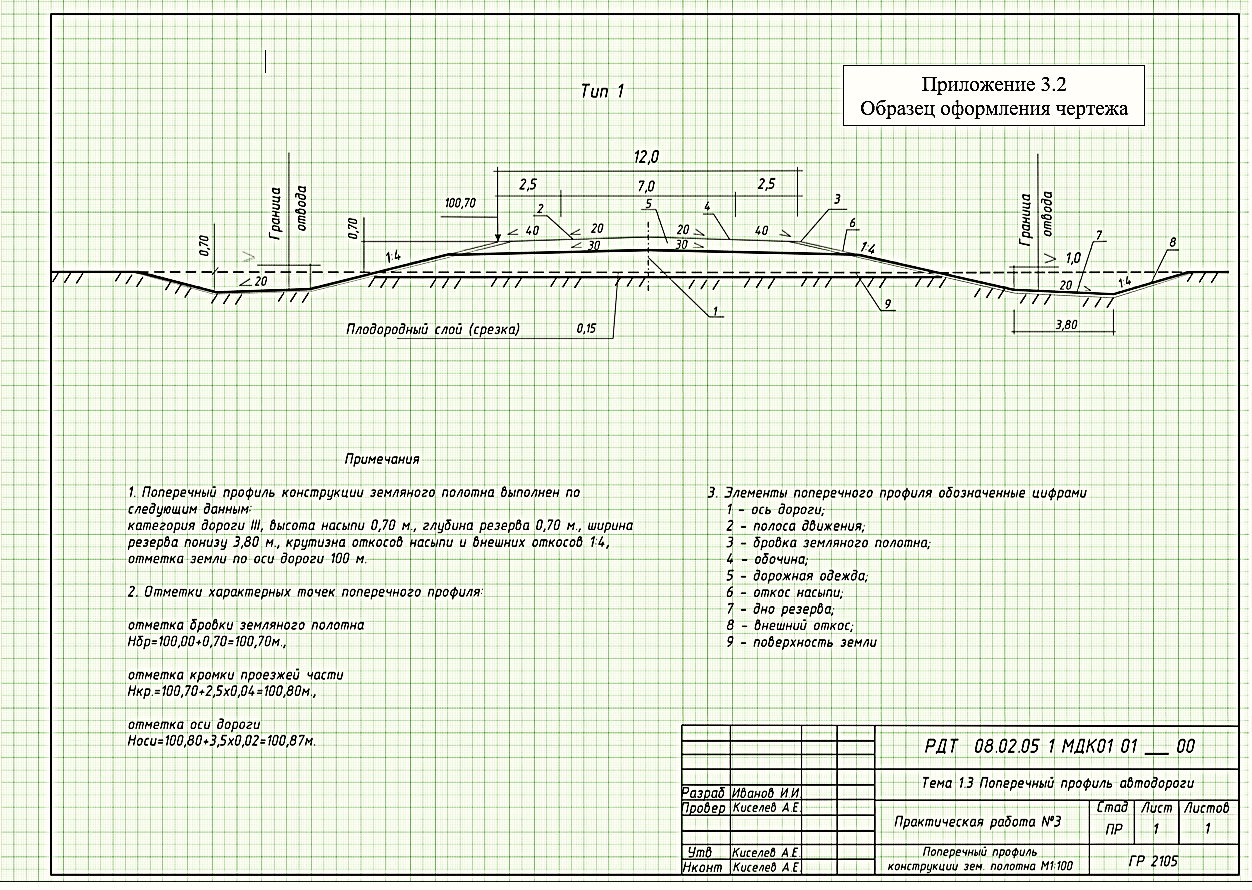 Приложение 3.2
Образец оформления чертежа
Тип 1
12,0
2,5
7,0
2,5
Граница
отвода
0,70
0,70
100,70
2
5
4
3
6
Граница
отвода
7
8
40
20
20
40
30
30
1:4
1:4
20
1,0
20
1:4
3,80
1
9
Плодородный слой (срезка) 0,15
Примечания
1. Поперечный профиль конструкции земляного полотна выполнен по
следующим данным:
категория дороги III, высота насыпи 0,70 м., глубина резерва 0,70 м., ширина
резерва понизу 3,80 м., крутизна откосов насыпи и внешних откосов 1:4,
отметка земли по оси дороги 100 м.
2. Отметки характерных точек поперечного профиля:
отметка бровки земляного полотна
Нбр=100,00+0,70=100,70м.,
отметка кромки проезжей части
Нкр.=100,70+2,5х0,04=100,80м.,
отметка оси дороги
Носи=100,80+3,5х0,02=100,87м.
3. Элементы поперечного профиля обозначенные цифрами
1 - ось дороги;
2 - полоса движения;
3 - бровка земляного полотна;
4 - обочина;
5 - дорожная одежда;
6 - откос насыпи;
7 - дно резерва;
8 - внешний откос;
9 - поверхность земли
РДТ 08.02.05 1 МДК01 01 __ 00
Тема 1.3 Поперечный профиль автодороги
Разраб Иванов И.И.
Провер Киселев А.Е.
Практическая работа №3
Стад Лист Листов
ПР 1 1
Утв Киселев А.Е.
Нконт Киселев А.Е.
Поперечный профиль
конструкции зем. полотна М1:100
ГР 2105